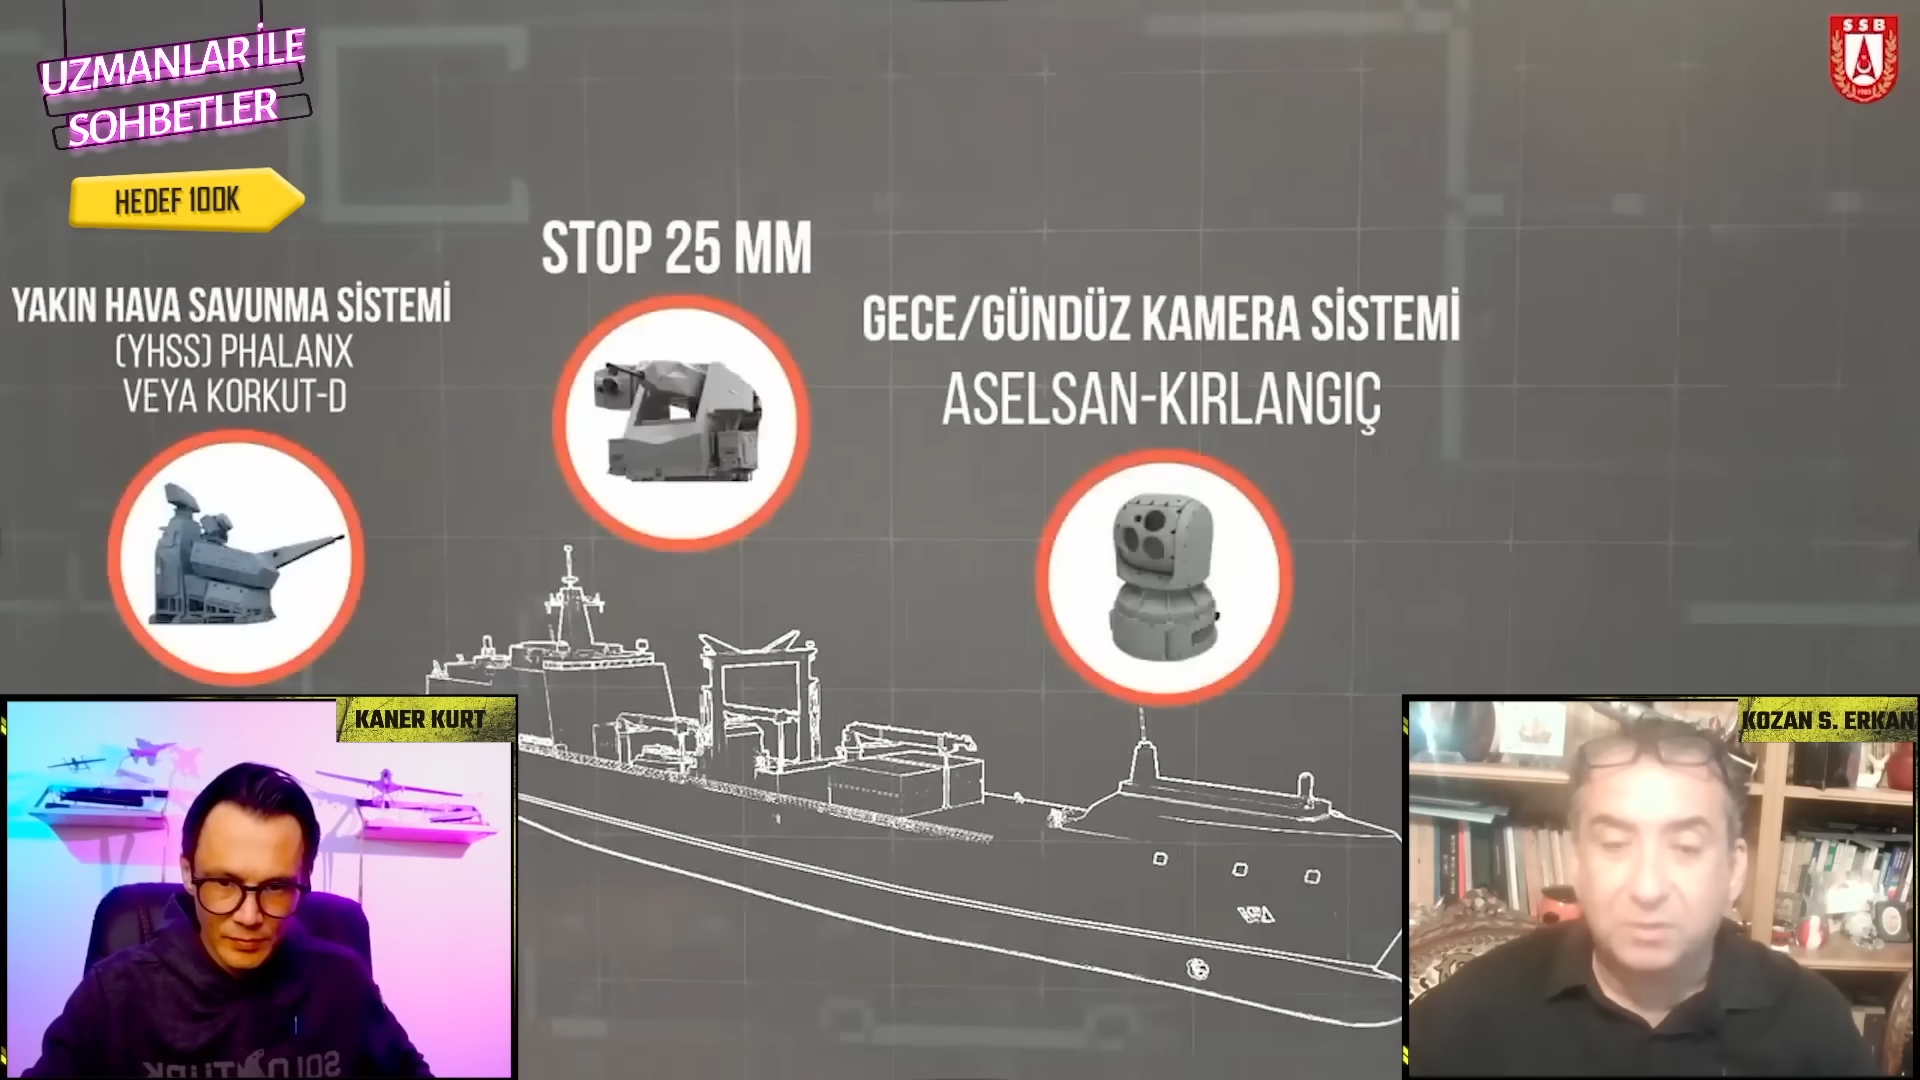 UZMANLAR İLE
SOHBETLER
HEDEF 100K
SSB
STOP 25 MM
YAKIN HAVA SAVUNMA SİSTEMİ
(YHSS) PHALANX
VEYA KORKUT-D
GECE/GÜNDÜZ KAMERA SİSTEMİ
ASELSAN-KIRLANGIÇ
KANER KURT
KOZAN S. ERKAN
SOLOTÜRK